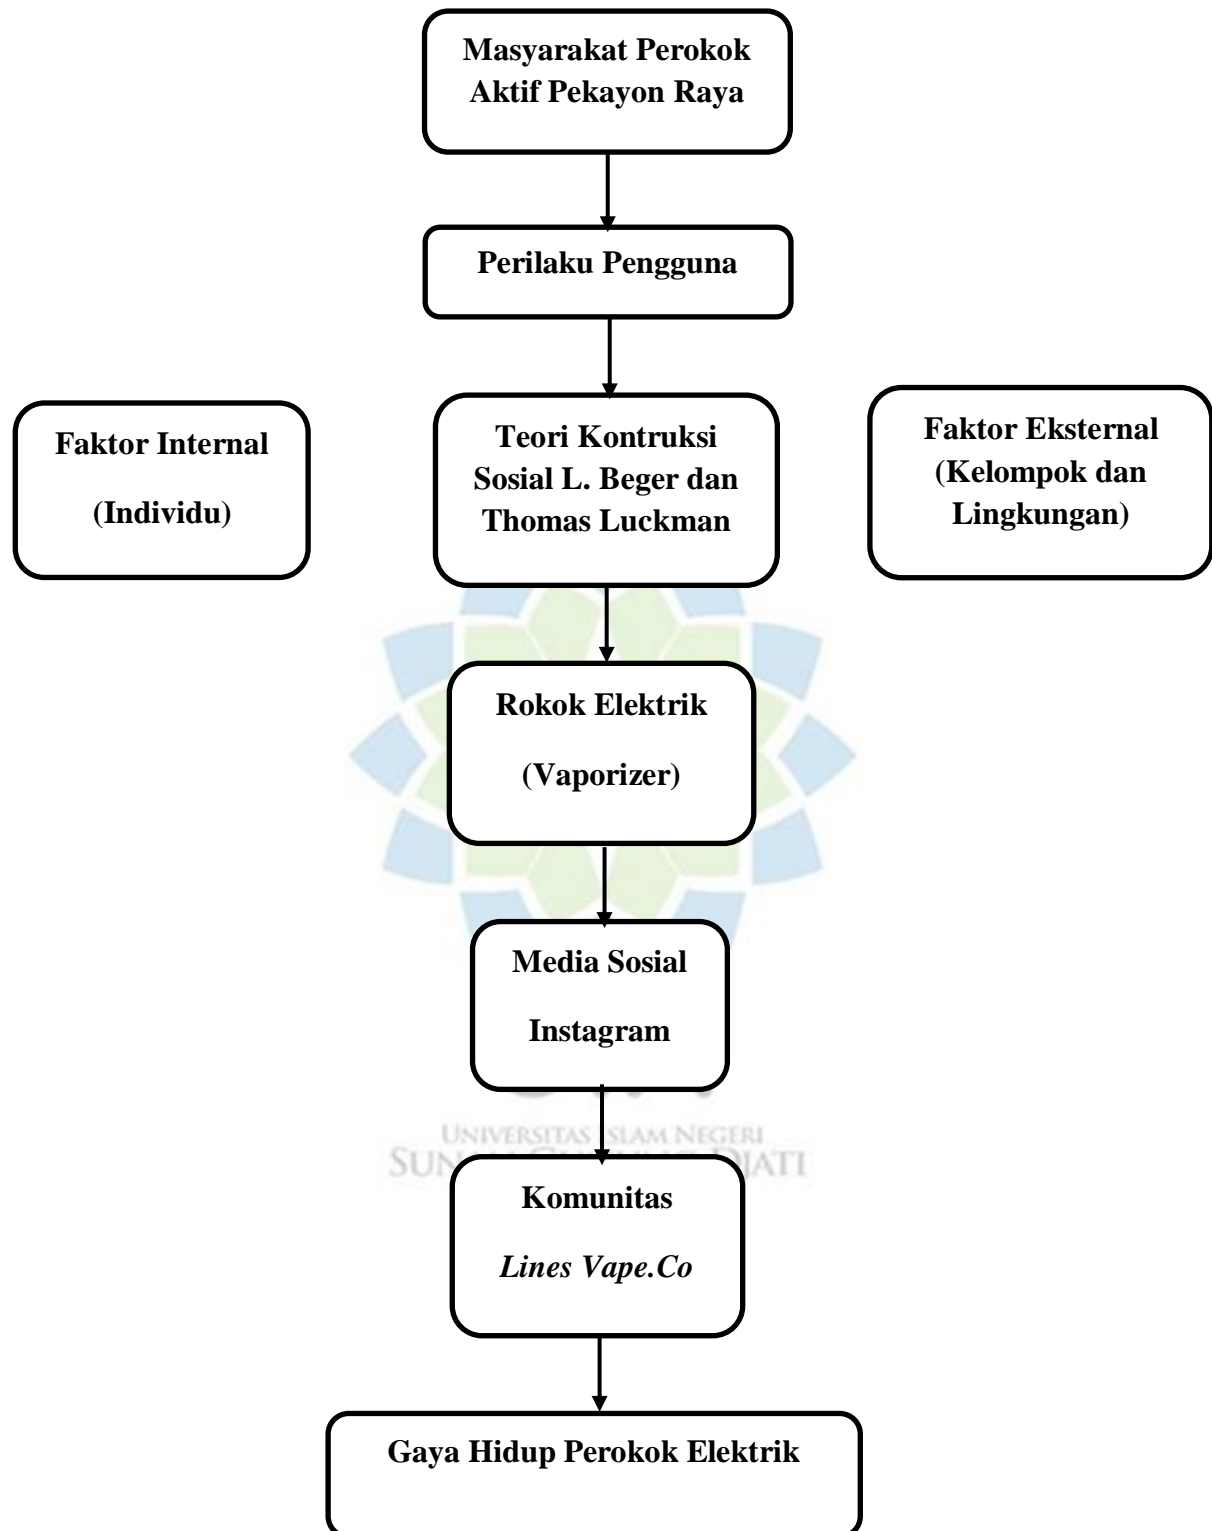 Masyarakat Perokok
Aktif Pekayon Raya
Perilaku Pengguna
Faktor Internal
(Individu)
Teori Kontruksi
Sosial L. Beger dan
Thomas Luckman
Faktor Eksternal
(Kelompok dan
Lingkungan)
Rokok Elektrik
(Vaporizer)
Media Sosial
Instagram
UNIVERSITAS ISLAM NEGERI
Komunitas
Lines Vape.Co
Gaya Hidup Perokok Elektrik